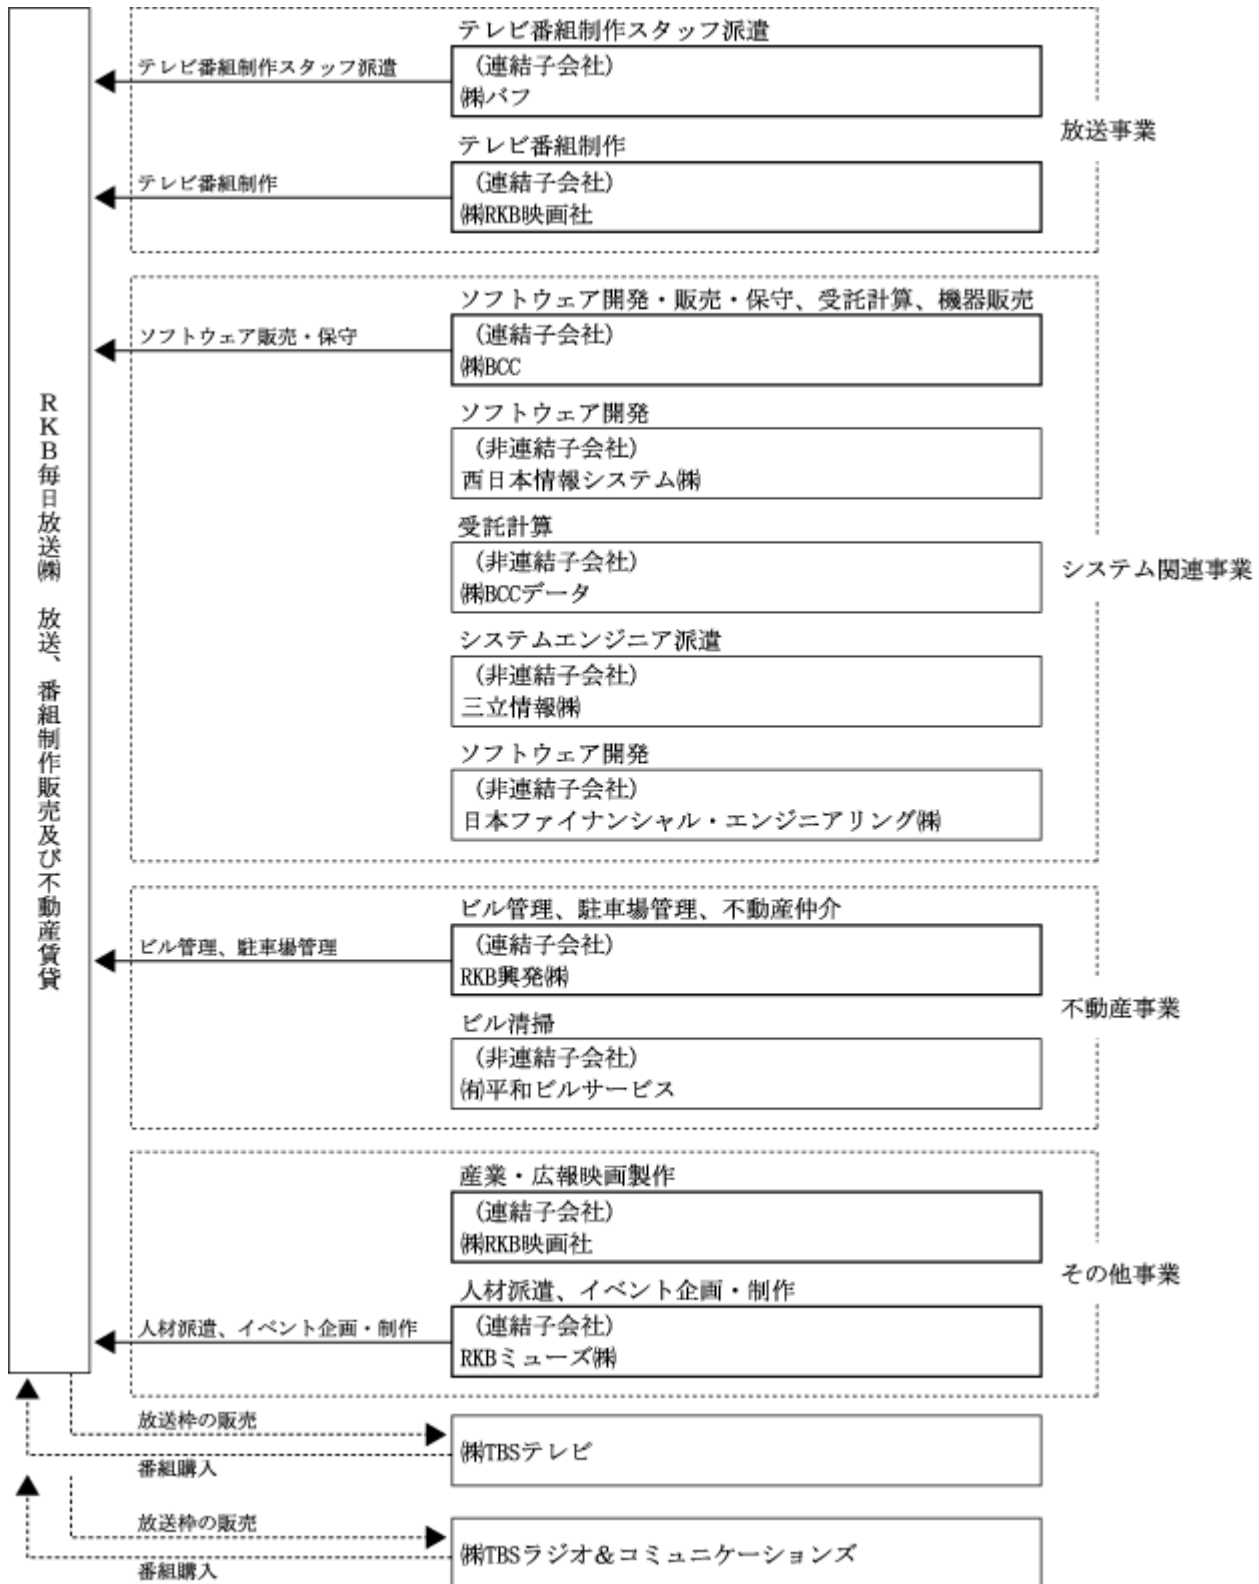 RKB毎日放送㈱　放送、番組制作販売及び不動産賃貸
テレビ番組制作スタッフ派遣
テレビ番組制作スタッフ派遣
（連結子会社）
㈱パフ
放送事業
テレビ番組制作
テレビ番組制作
（連結子会社）
㈱RKB映画社
ソフトウェア開発・販売・保守、受託計算、機器販売
ソフトウェア販売・保守
（連結子会社）
㈱BCC
ソフトウェア開発
（非連結子会社）
西日本情報システム㈱
受託計算
（非連結子会社）
㈱BCCデータ
システム関連事業
システムエンジニア派遣
（非連結子会社）
三立情報㈱
ソフトウェア開発
（非連結子会社）
日本ファイナンシャル・エンジニアリング㈱
ビル管理、駐車場管理、不動産仲介
ビル管理、駐車場管理
（連結子会社）
RKB興発㈱
不動産事業
ビル清掃
（非連結子会社）
㈲平和ビルサービス
産業・広報映画製作
（連結子会社）
㈱RKB映画社
その他事業
人材派遣、イベント企画・制作
人材派遣、イベント企画・制作
（連結子会社）
RKBミューズ㈱
放送枠の販売
㈱TBSテレビ
番組購入
放送枠の販売
㈱TBSラジオ＆コミュニケーションズ
番組購入